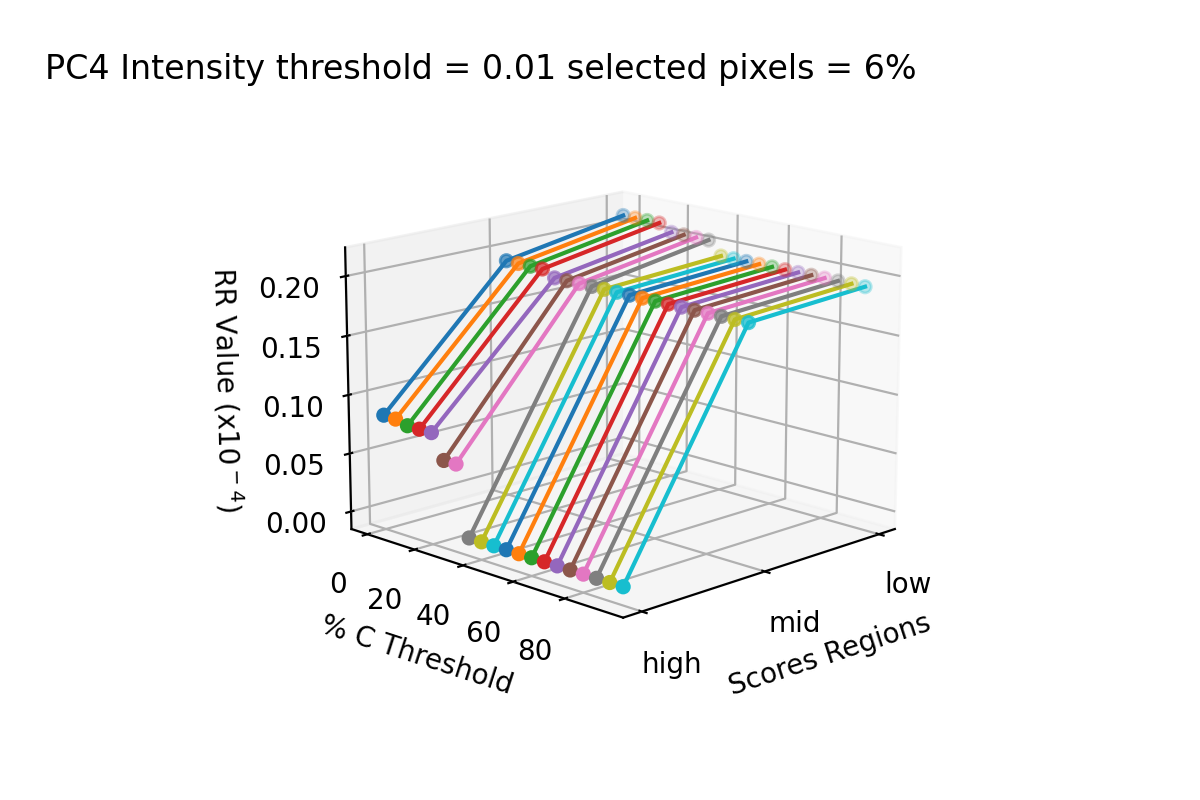 PC4 Intensity threshold = 0.01 selected pixels = 6%
RR Value (x10⁻⁴)
0.20
0.15
0.10
0.05
0.00
0
20
40
60
80
% C Threshold
high
mid
low
Scores Regions